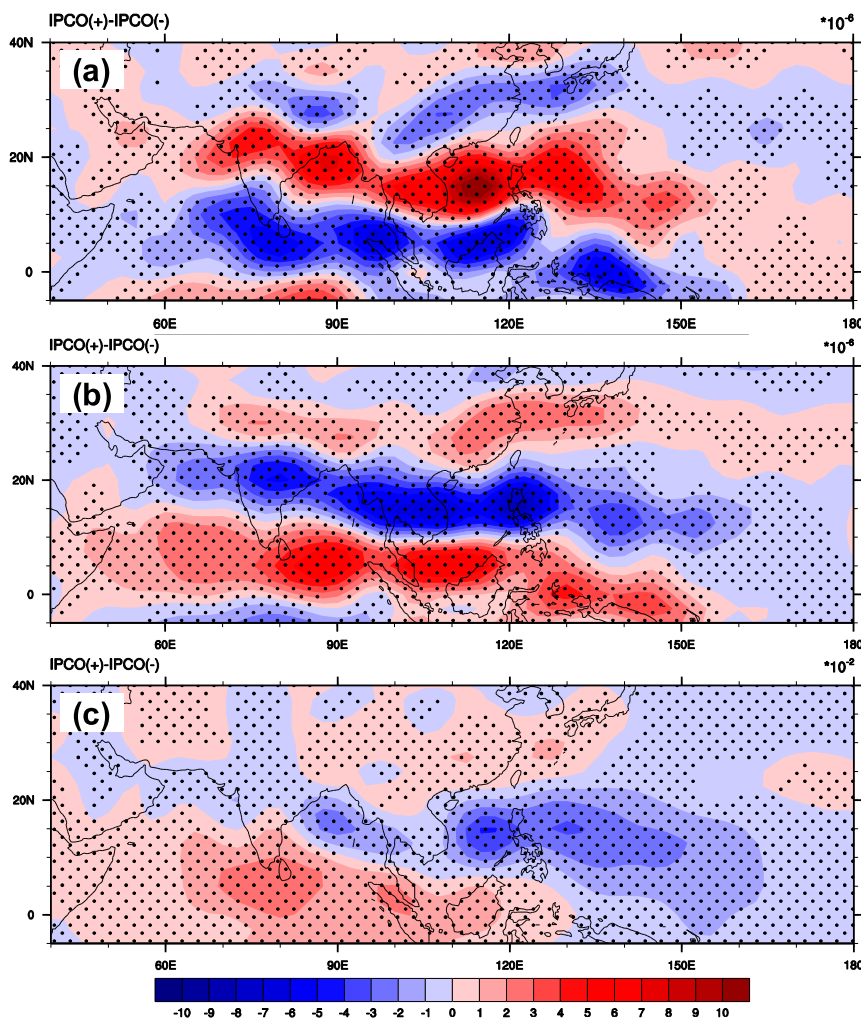 IPCO(+)-IPCO(-) *10⁻⁶
40N
(a)
20N
0
60E 90E 120E 150E 180
IPCO(+)-IPCO(-) *10⁻⁶
40N
(b)
20N
0
60E 90E 120E 150E 180
IPCO(+)-IPCO(-) *10⁻²
40N
(c)
20N
0
60E 90E 120E 150E 180
-10 -9 -8 -7 -6 -5 -4 -3 -2 -1 0 1 2 3 4 5 6 7 8 9 10